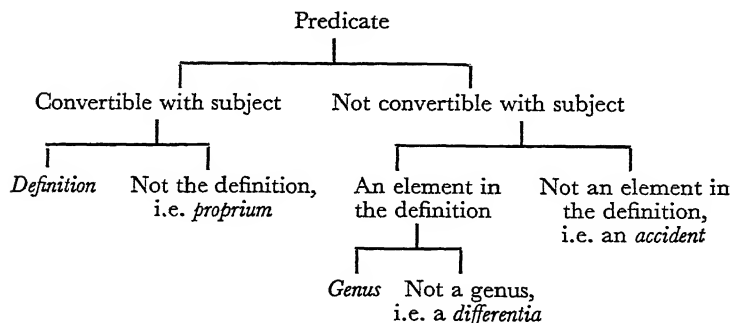 Predicate
Convertible with subject
Not convertible with subject
Definition
Not the definition,
i.e. proprium
An element in
the definition
Not an element in
the definition,
i.e. an accident
Genus
Not a genus,
i.e. a differentia